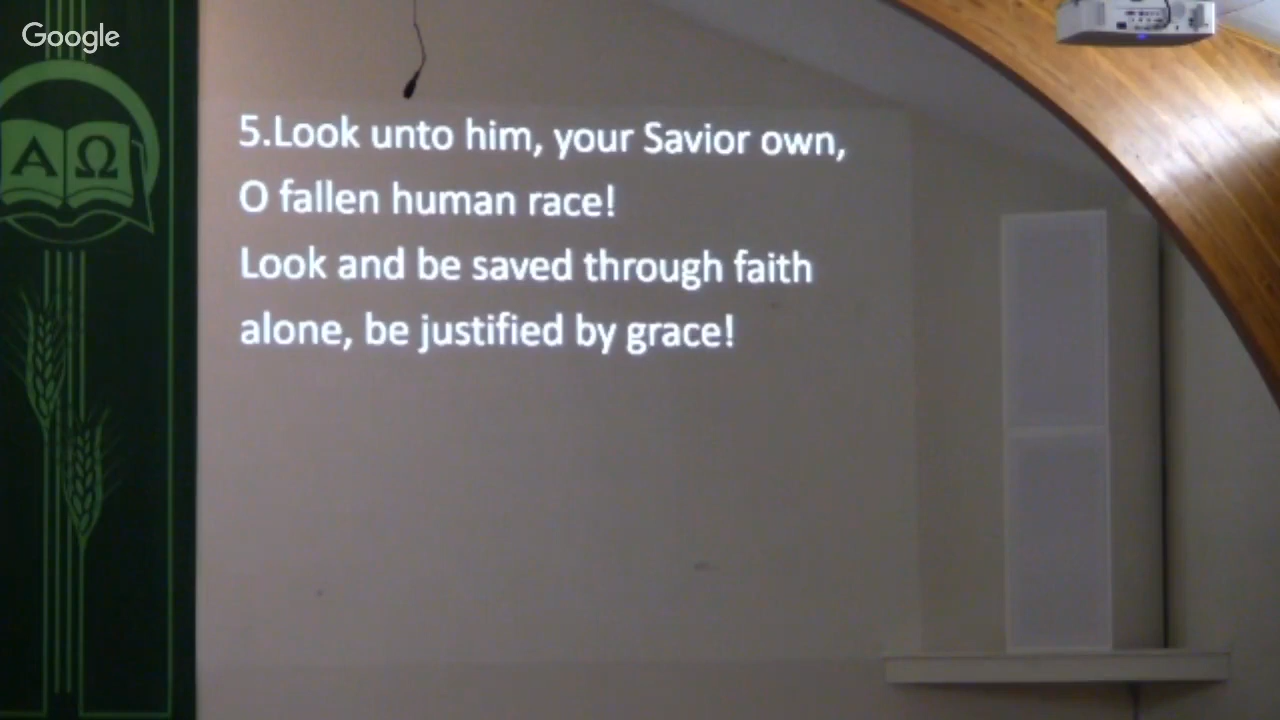 Google
Α Ω
5.Look unto him, your Savior own,
O fallen human race!
Look and be saved through faith
alone, be justified by grace!